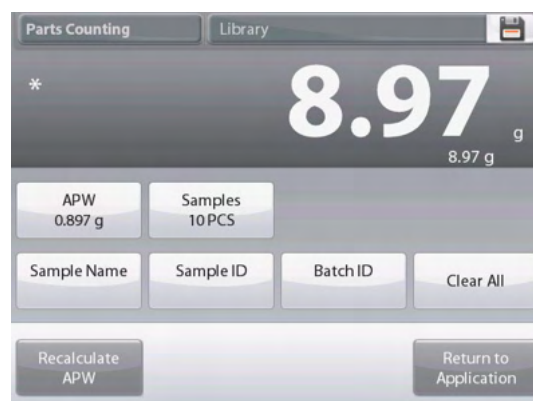 Parts Counting
Library
*
8.97 g
8.97 g
APW
0.897 g
Samples
10 PCS
Sample Name
Sample ID
Batch ID
Clear All
Recalculate
APW
Return to
Application